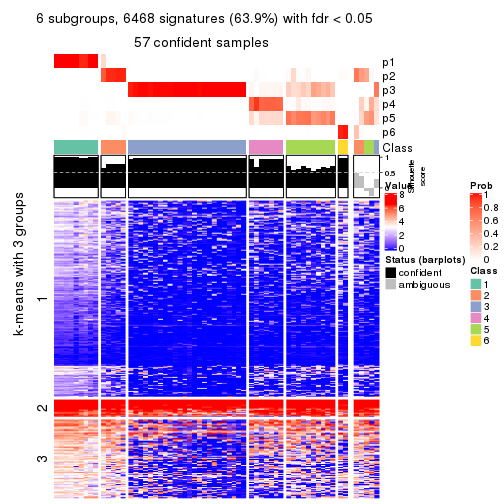 6 subgroups, 6468 signatures (63.9%) with fdr < 0.05
57 confident samples
p1
p2
p3
p4
p5
p6
Class
1
0.5
0
Silhouette
score
k-means with 3 groups
1
2
3
Value
8
6
4
2
0
Status (barplots)
confident
ambiguous
Prob
1
0.8
0.6
0.4
0.2
0
Class
1
2
3
4
5
6